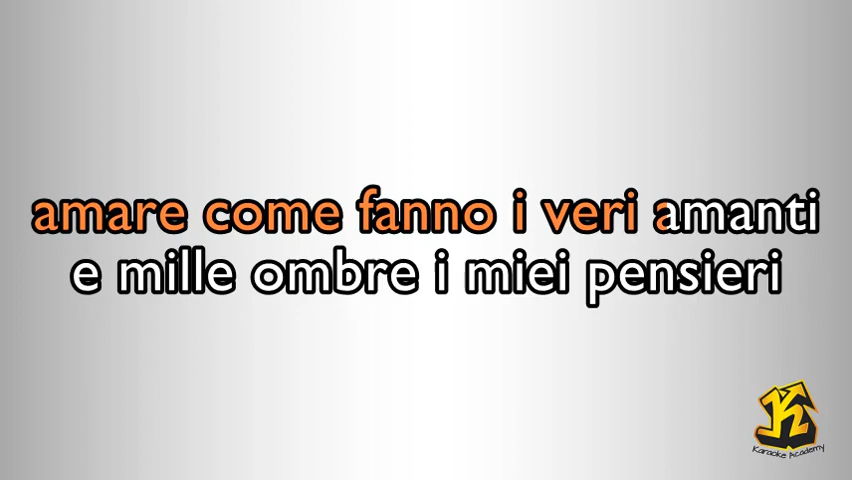 amare come fanno i veri amanti
e mille ombre i miei pensieri
K
Karaoke Academy